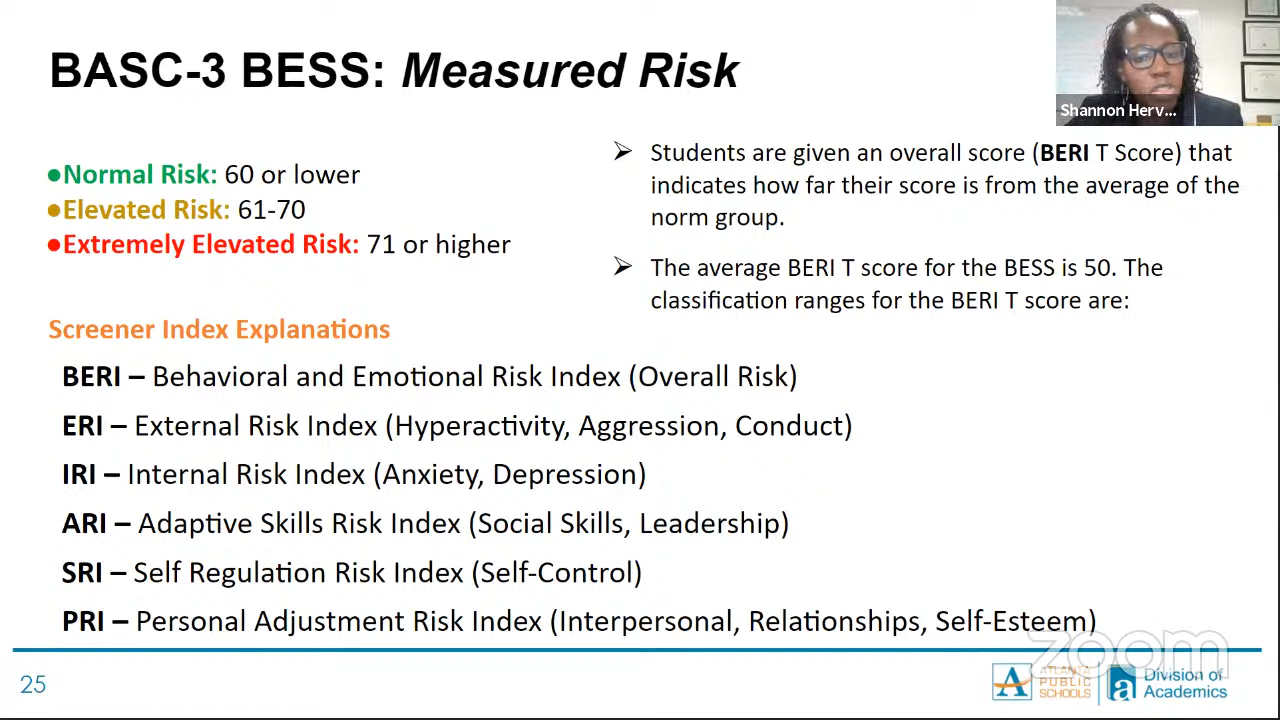 BASC-3 BESS: Measured Risk
Shannon Herv...
●Normal Risk: 60 or lower
●Elevated Risk: 61-70
●Extremely Elevated Risk: 71 or higher
➢ Students are given an overall score (BERI T Score) that
indicates how far their score is from the average of the
norm group.
➢ The average BERI T score for the BESS is 50. The
classification ranges for the BERI T score are:
Screener Index Explanations
BERI – Behavioral and Emotional Risk Index (Overall Risk)
ERI – External Risk Index (Hyperactivity, Aggression, Conduct)
IRI – Internal Risk Index (Anxiety, Depression)
ARI – Adaptive Skills Risk Index (Social Skills, Leadership)
SRI – Self Regulation Risk Index (Self-Control)
PRI – Personal Adjustment Risk Index (Interpersonal, Relationships, Self-Esteem)
zoom
25
A
ATLANTA
PUBLIC
SCHOOLS
a
Division of
Academics